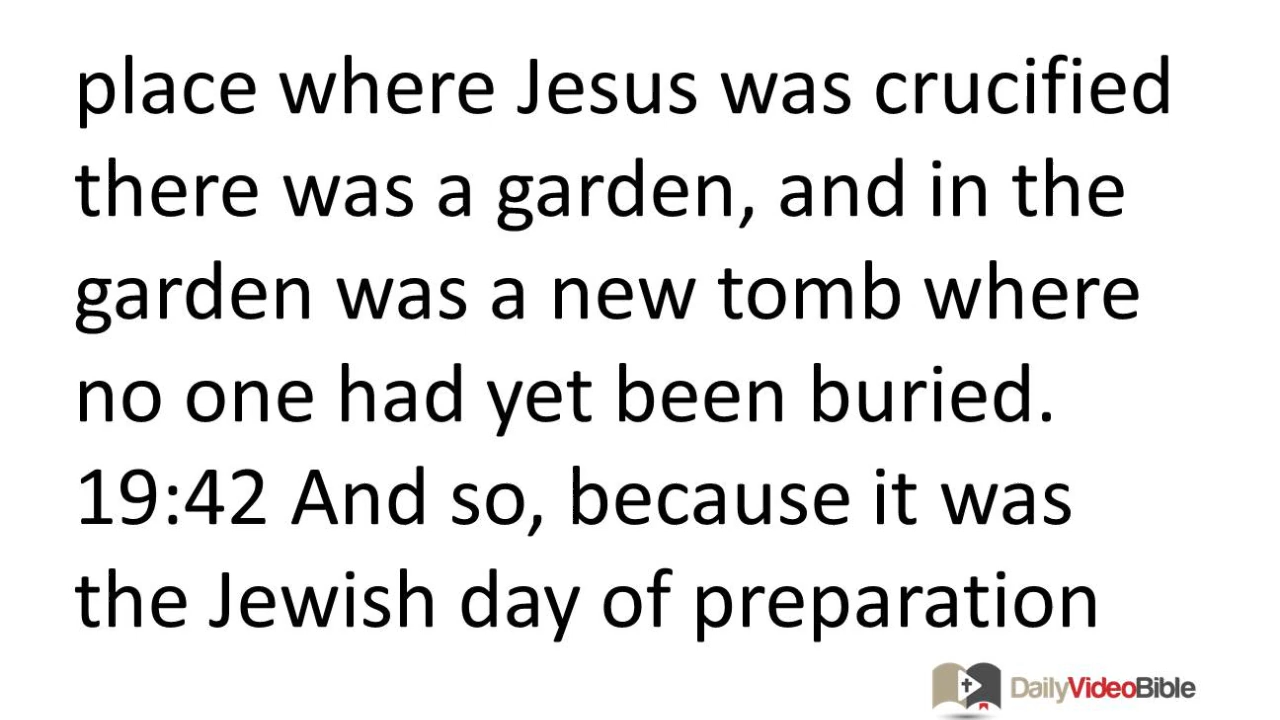 place where Jesus was crucified
there was a garden, and in the
garden was a new tomb where
no one had yet been buried.
19:42 And so, because it was
the Jewish day of preparation
DailyVideoBible